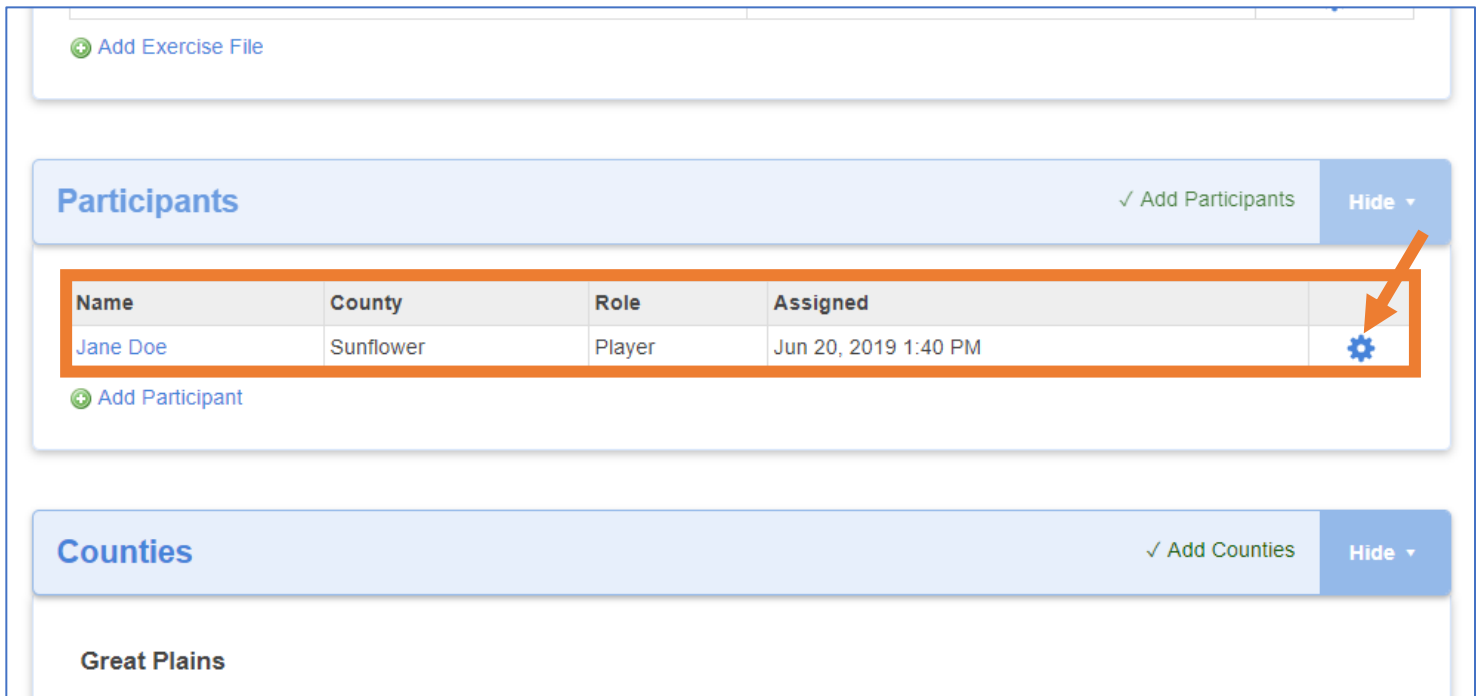 Add Exercise File
Participants
✓ Add Participants
Hide ▾
Name County Role Assigned
Jane Doe Sunflower Player Jun 20, 2019 1:40 PM
Add Participant
Counties
✓ Add Counties
Hide ▾
Great Plains